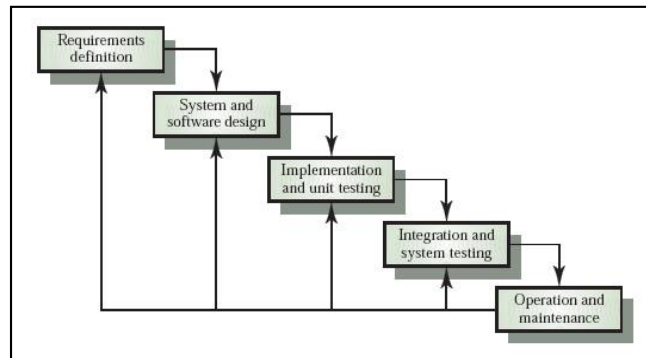 Requirements
definition
System and
software design
Implementation
and unit testing
Integration and
system testing
Operation and
maintenance